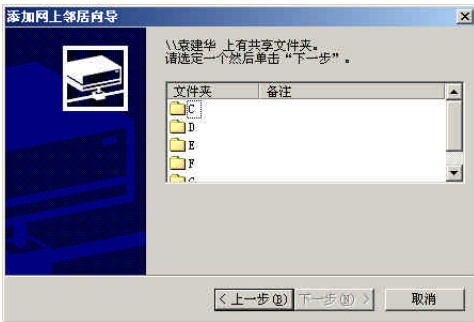 添加网上邻居向导
\\袁建华 上有共享文件夹。
请选定一个然后单击“下一步”。
文件夹 备注
C
D
E
F
G
< 上一步(B) 下一步(N) > 取消